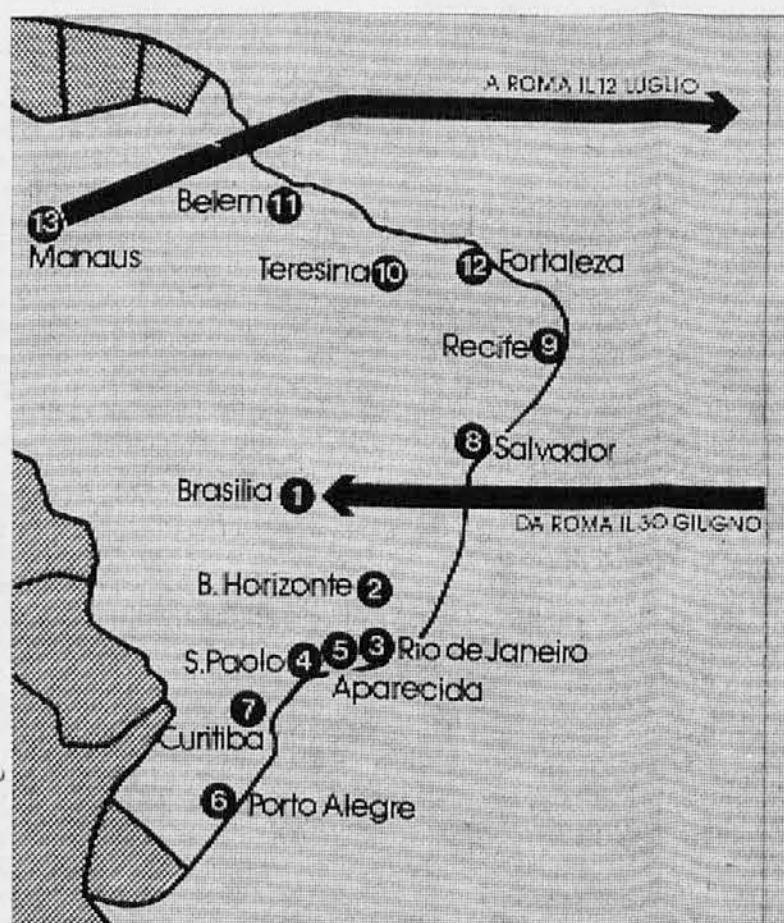 A ROMA IL 12 LUGLIO
Belem 11
13
Manaus
Teresina 10
12 Fortaleza
Recife 9
8 Salvador
Brasilia 1
DA ROMA IL 30 GIUGNO
B. Horizonte 2
S.Paolo 4 5 3 Rio de Janeiro
Aparecida
7
Curitiba
6 Porto Alegre